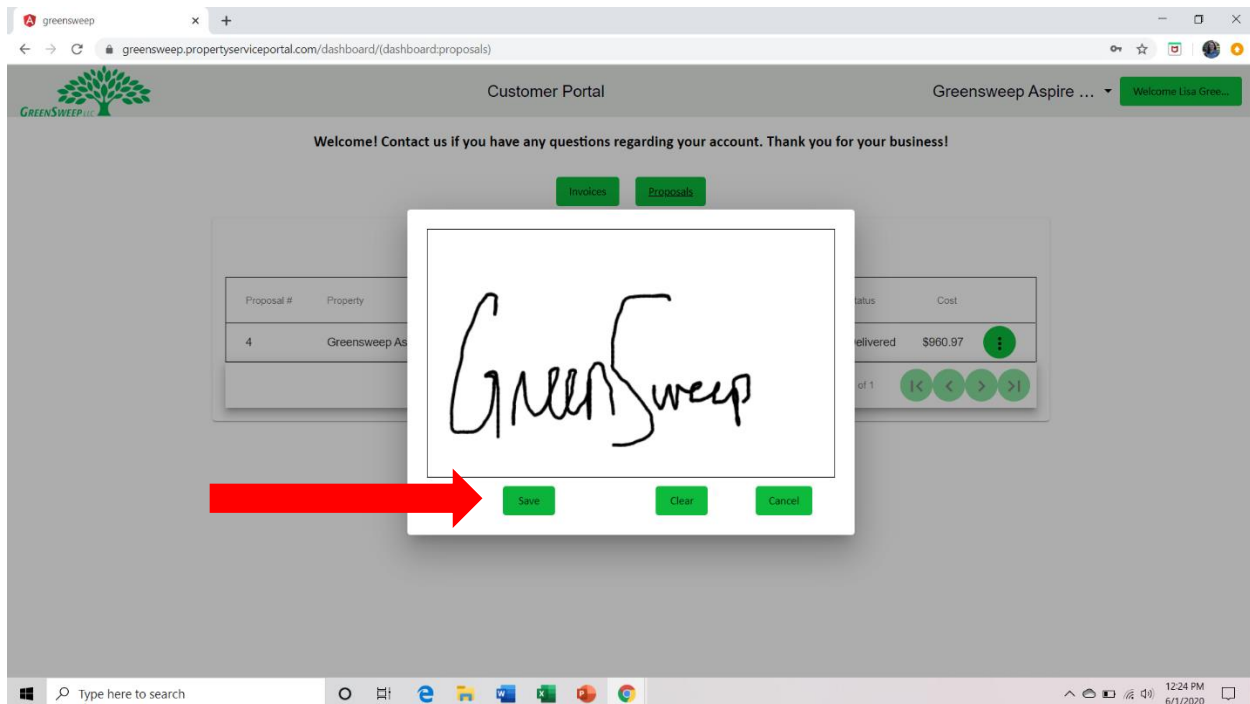 greensweep
greensweep.propertyserviceportal.com/dashboard/(dashboard:proposals)
GREENSWEEP LLC
Customer Portal
Greensweep Aspire ...
Welcome Lisa Gree...
Welcome! Contact us if you have any questions regarding your account. Thank you for your business!
Invoices Proposals
Proposal # Property tatus Cost
4 Greensweep As elivered $960.97
of 1
GreenSweep
Save Clear Cancel
Type here to search
12:24 PM
6/1/2020